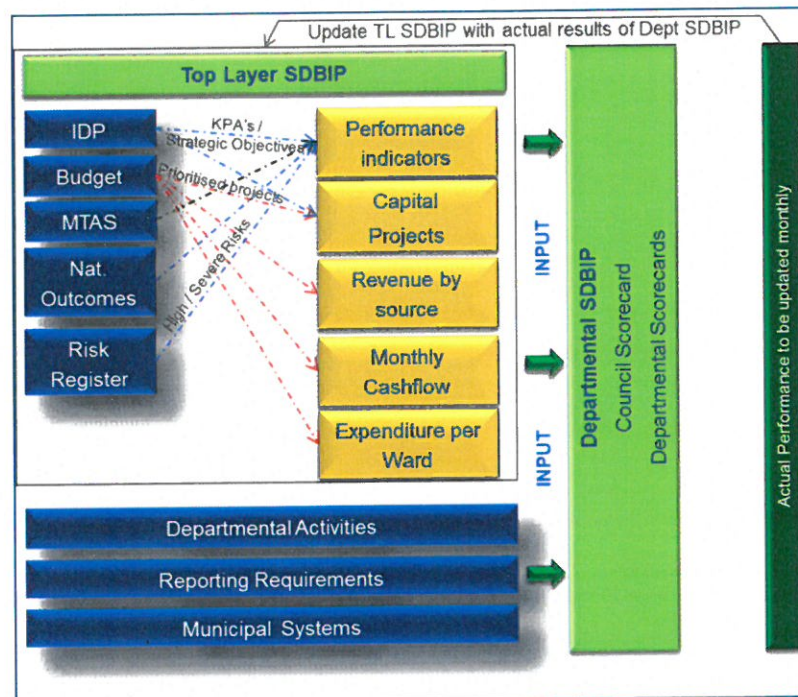 Update TL SDBIP with actual results of Dept SDBIP
Top Layer SDBIP
IDP
Budget
MTAS
Nat.
Outcomes
Risk
Register
KPA's /
Strategic Objectives
Prioritised projects
High / Severe Risks
Performance
indicators
Capital
Projects
Revenue by
source
Monthly
Cashflow
Expenditure per
Ward
INPUT
INPUT
Departmental SDBIP
Council Scorecard
Departmental Scorecards
Actual Performance to be updated monthly
Departmental Activities
Reporting Requirements
Municipal Systems